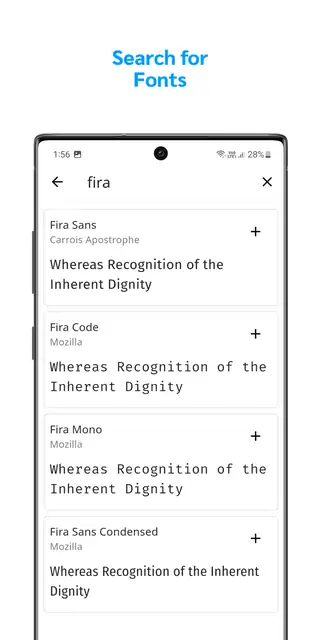 Search for
Fonts
1:56 28%
fira
Fira Sans
Carrois Apostrophe
Whereas Recognition of the
Inherent Dignity
Fira Code
Mozilla
Whereas Recognition of the
Inherent Dignity
Fira Mono
Mozilla
Whereas Recognition of the
Inherent Dignity
Fira Sans Condensed
Mozilla
Whereas Recognition of the Inherent
Dignity